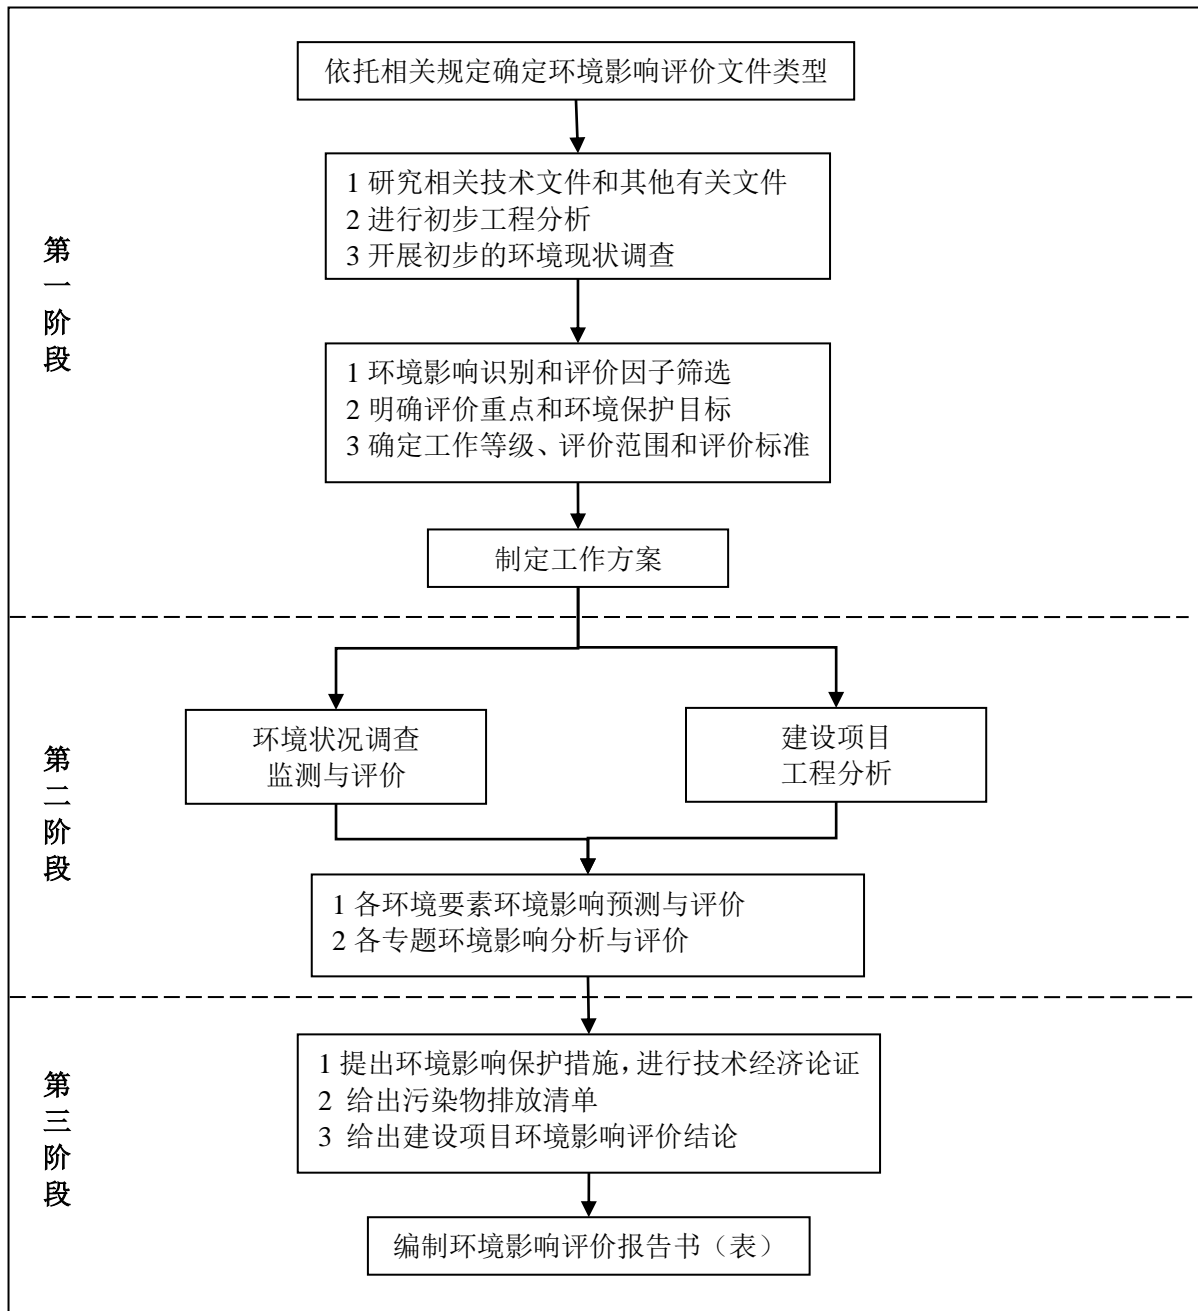 依托相关规定确定环境影响评价文件类型
1 研究相关技术文件和其他有关文件
2 进行初步工程分析
3 开展初步的环境现状调查
第一阶段
1 环境影响识别和评价因子筛选
2 明确评价重点和环境保护目标
3 确定工作等级、评价范围和评价标准
制定工作方案
环境状况调查
监测与评价
建设项目
工程分析
第二阶段
1 各环境要素环境影响预测与评价
2 各专题环境影响分析与评价
1 提出环境影响保护措施，进行技术经济论证
2 给出污染物排放清单
3 给出建设项目环境影响评价结论
第三阶段
编制环境影响评价报告书（表）